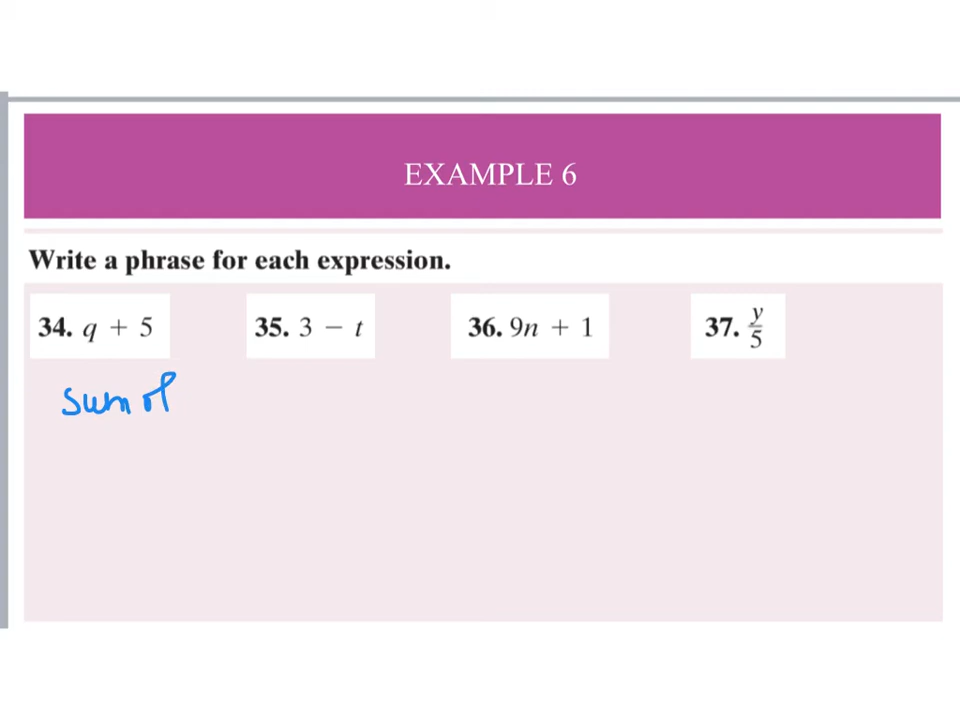 EXAMPLE 6
Write a phrase for each expression.
34. q + 5 35. 3 − t 36. 9n + 1 37. y/5
sum of